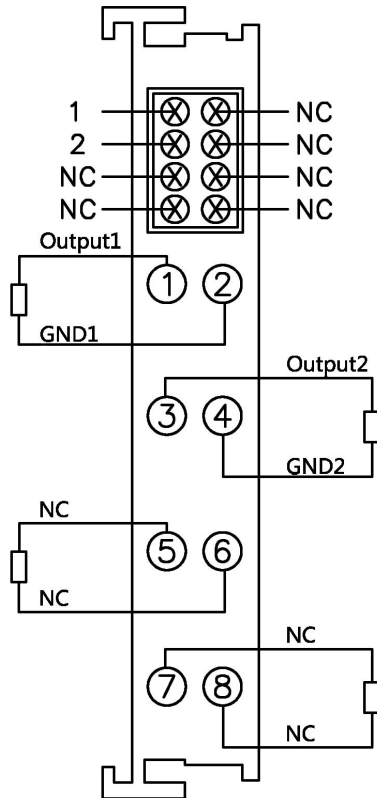 1 NC
2 NC
NC NC
NC NC
Output1
1 2
GND1
Output2
3 4
GND2
NC
5 6
NC
NC
7 8
NC